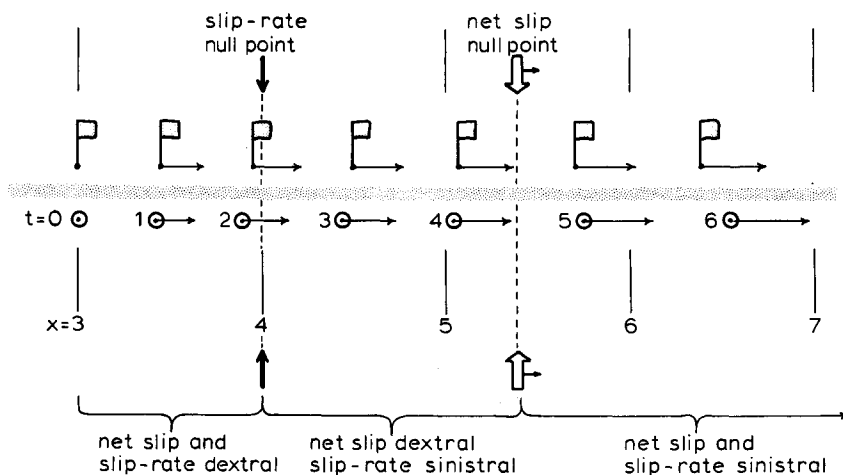 slip-rate
null point
net slip
null point
t=0 1 2 3 4 5 6
x=3 4 5 6 7
net slip and
slip-rate dextral
net slip dextral
slip-rate sinistral
net slip and
slip-rate sinistral